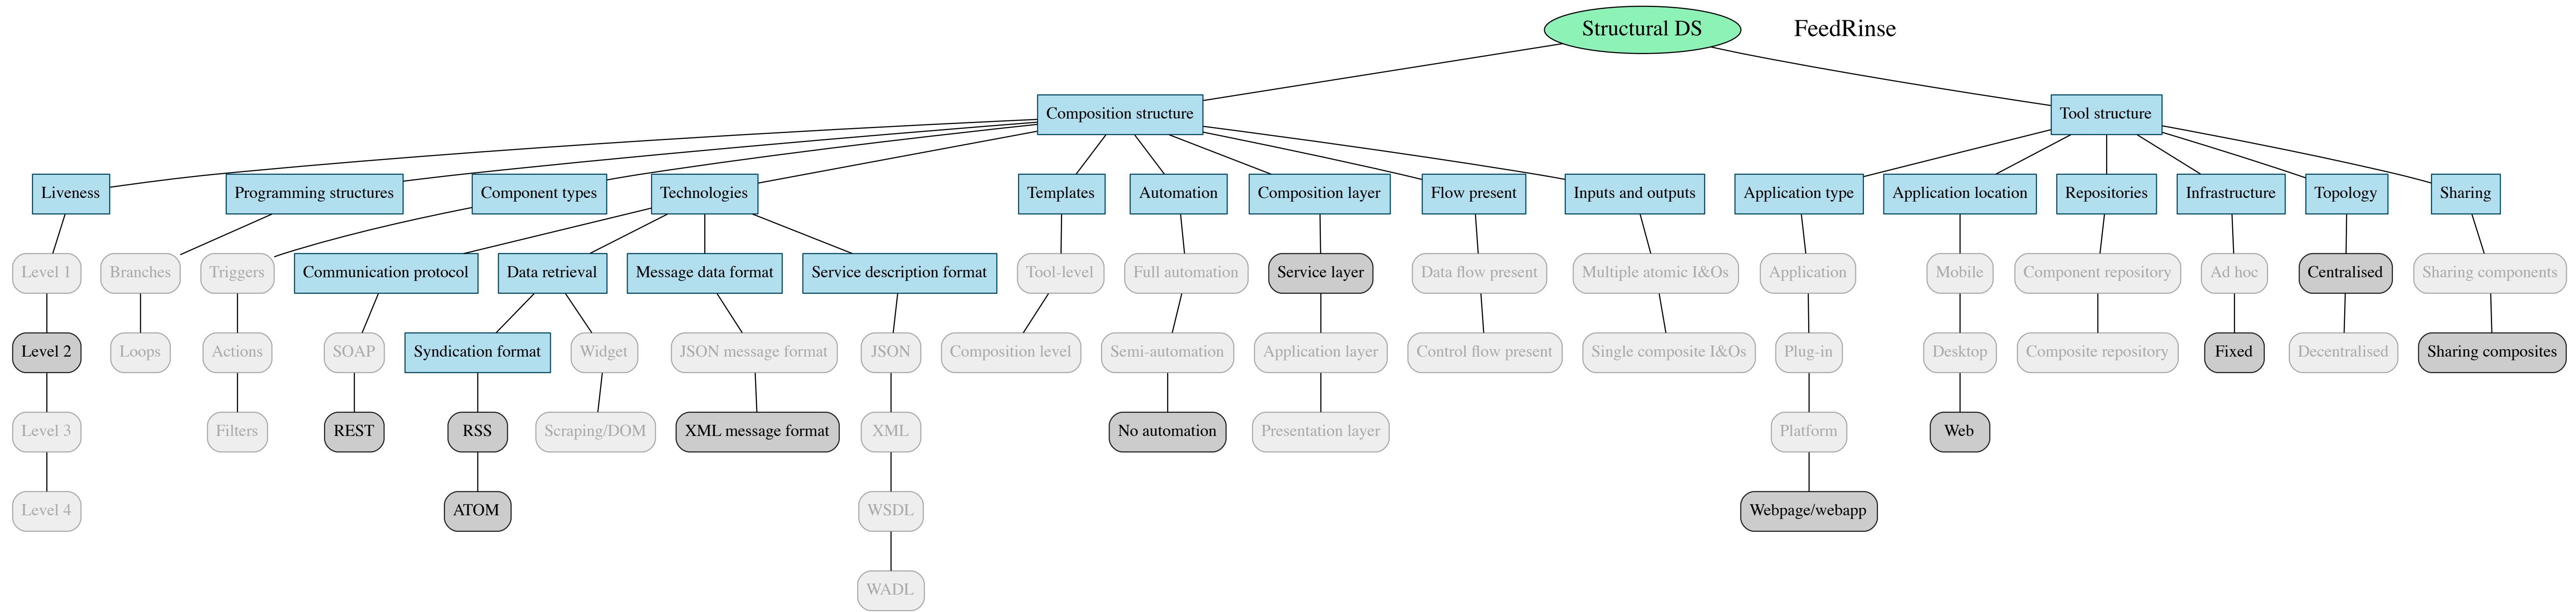 Structural DS
FeedRinse
Composition structure
Tool structure
Liveness
Programming structures
Component types
Technologies
Templates
Automation
Composition layer
Flow present
Inputs and outputs
Application type
Application location
Repositories
Infrastructure
Topology
Sharing
Level 1
Branches
Triggers
Communication protocol
Data retrieval
Message data format
Service description format
Tool-level
Full automation
Service layer
Data flow present
Multiple atomic I&Os
Application
Mobile
Component repository
Ad hoc
Centralised
Sharing components
Level 2
Loops
Actions
SOAP
Syndication format
Widget
JSON message format
JSON
Composition level
Semi-automation
Application layer
Control flow present
Single composite I&Os
Plug-in
Desktop
Composite repository
Fixed
Decentralised
Sharing composites
Level 3
Filters
REST
RSS
Scraping/DOM
XML message format
XML
No automation
Presentation layer
Platform
Web
Level 4
ATOM
WSDL
Webpage/webapp
WADL